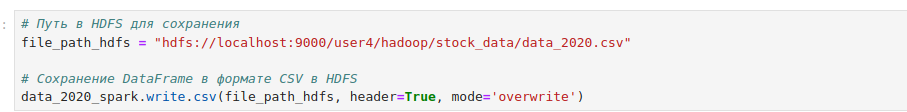 # Путь в HDFS для сохранения
file_path_hdfs = "hdfs://localhost:9000/user4/hadoop/stock_data/data_2020.csv"
# Сохранение DataFrame в формате CSV в HDFS
data_2020_spark.write.csv(file_path_hdfs, header=True, mode='overwrite')